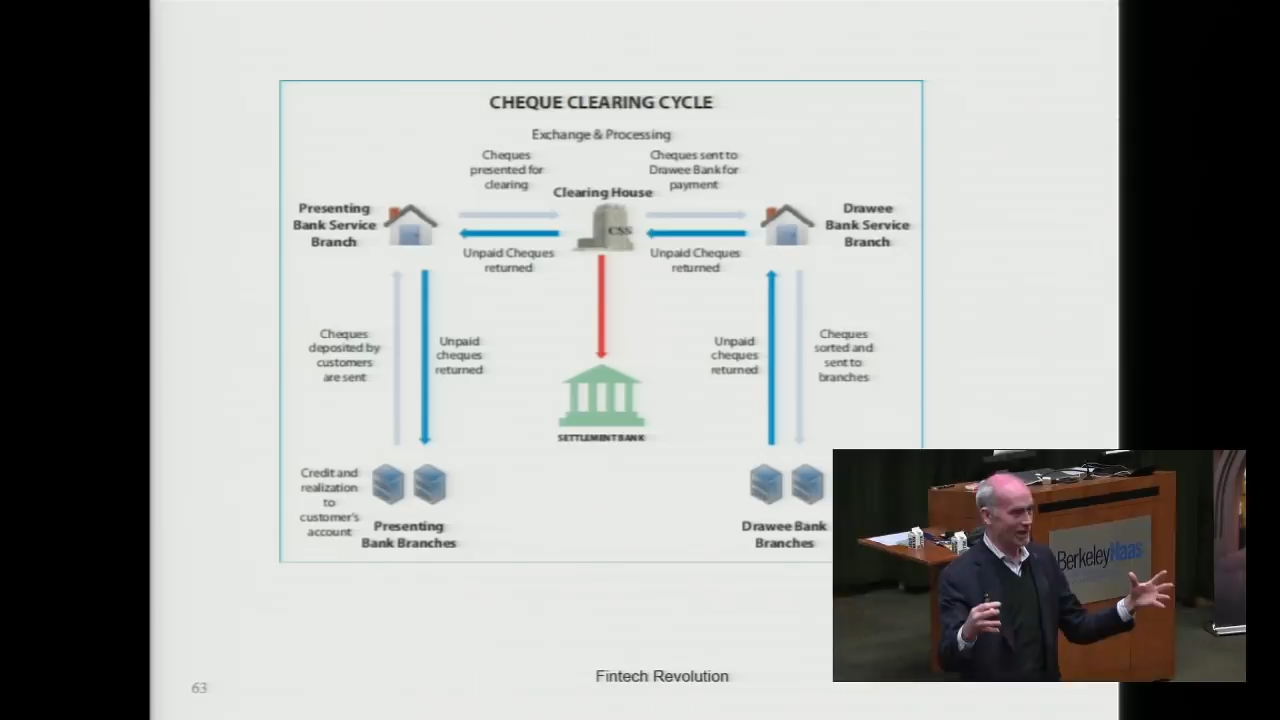 CHEQUE CLEARING CYCLE
Exchange & Processing
Cheques
presented for
clearing
Cheques sent to
Drawee Bank for
payment
Clearing House
Presenting
Bank Service
Branch
CSS
Drawee
Bank Service
Branch
Unpaid Cheques
returned
Unpaid Cheques
returned
Cheques
deposited by
customers
are sent
Unpaid
cheques
returned
Unpaid
cheques
returned
Cheques
sorted and
sent to
branches
SETTLEMENT BANK
Credit and
realization
to
customer's
account
Presenting
Bank Branches
Drawee Bank
Branches
BerkeleyHaas
Fintech Revolution
63